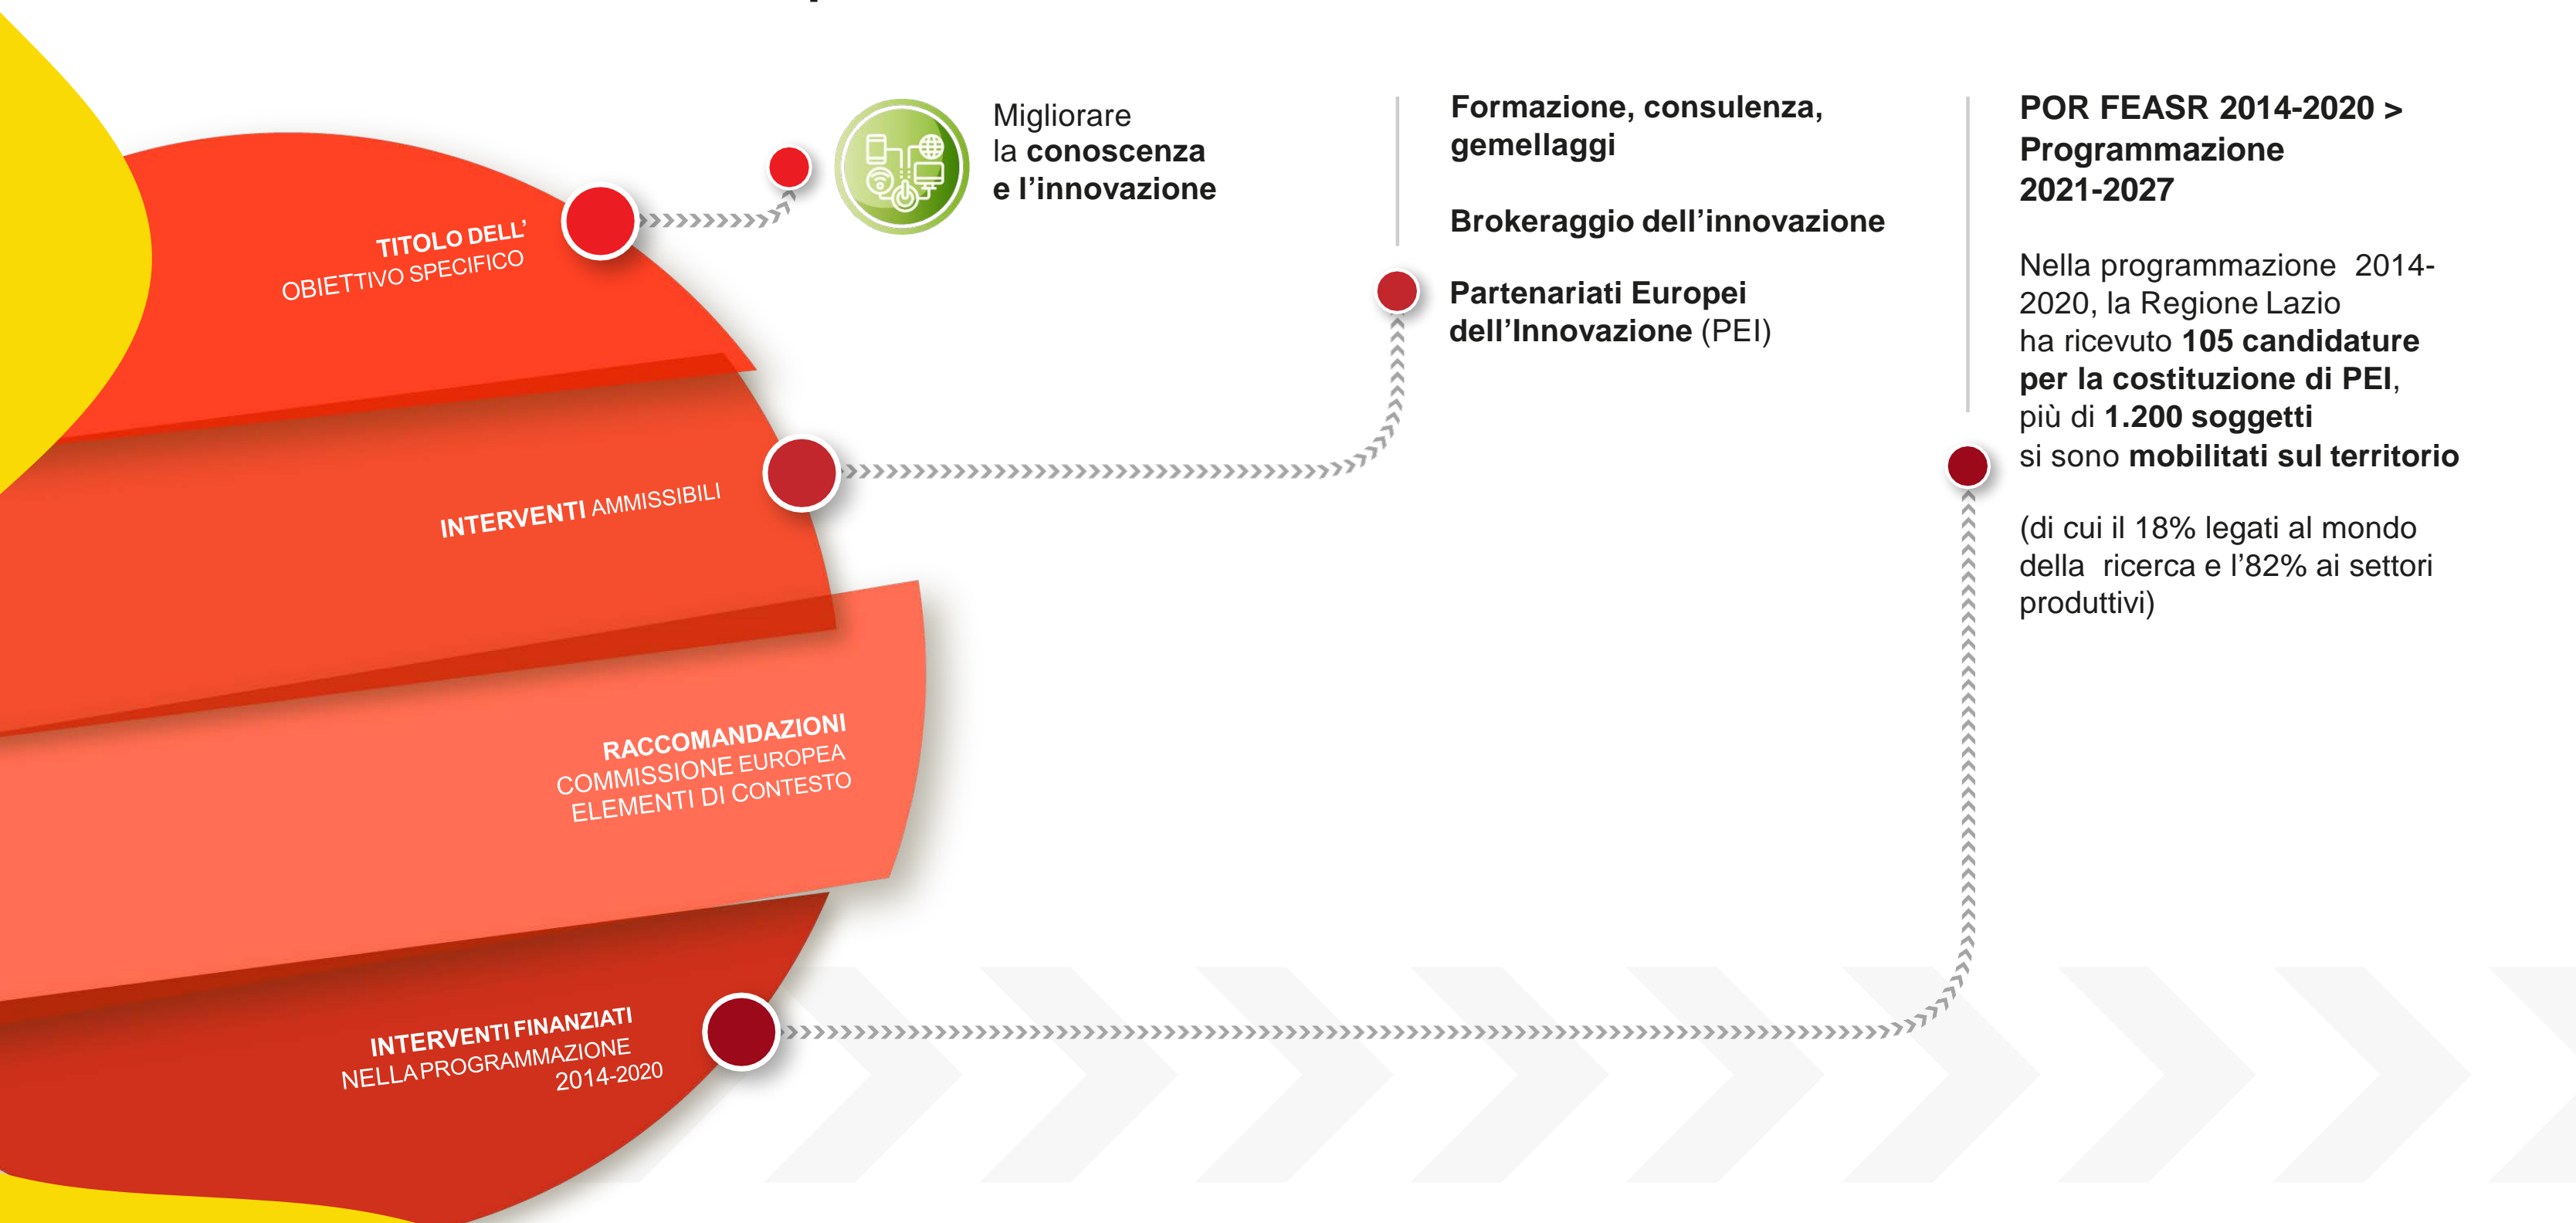 TITOLO DELL'
OBIETTIVO SPECIFICO
INTERVENTI AMMISSIBILI
RACCOMANDAZIONI
COMMISSIONE EUROPEA
ELEMENTI DI CONTESTO
INTERVENTI FINANZIATI
NELLA PROGRAMMAZIONE
2014-2020
Migliorare
la conoscenza
e l'innovazione
Formazione, consulenza,
gemellaggi
Brokeraggio dell'innovazione
Partenariati Europei
dell'Innovazione (PEI)
POR FEASR 2014-2020 >
Programmazione
2021-2027
Nella programmazione 2014-
2020, la Regione Lazio
ha ricevuto 105 candidature
per la costituzione di PEI,
più di 1.200 soggetti
si sono mobilitati sul territorio
(di cui il 18% legati al mondo
della ricerca e l'82% ai settori
produttivi)